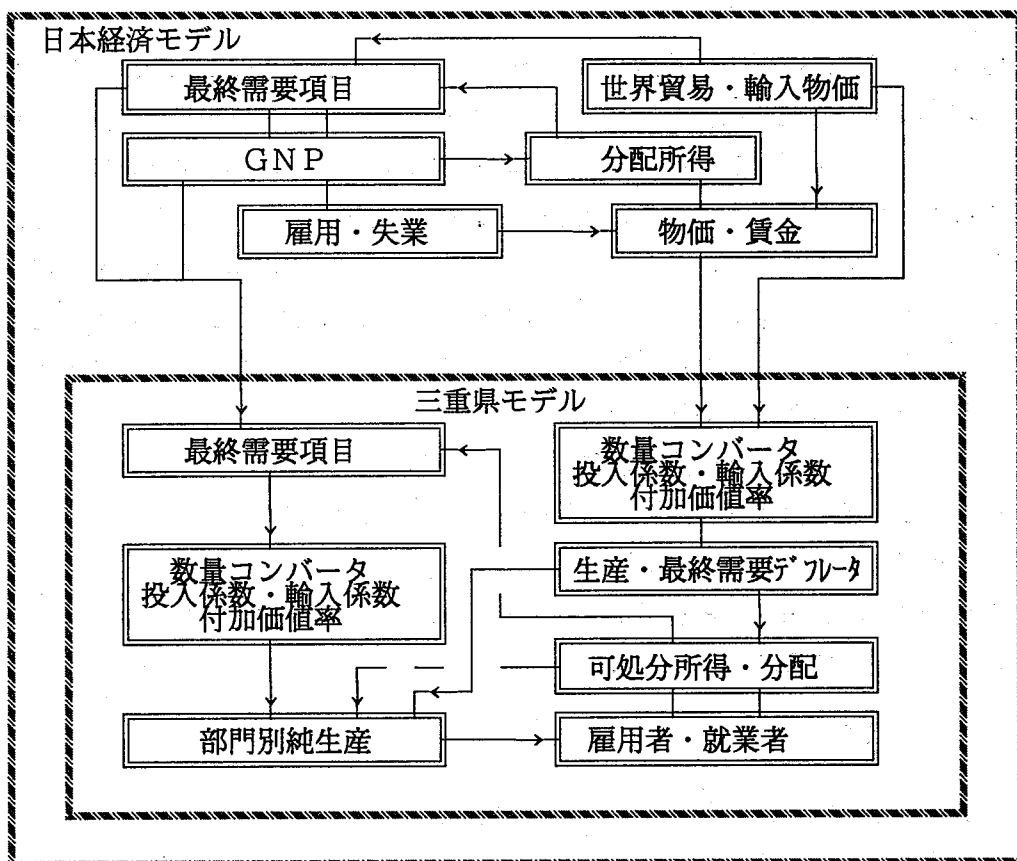 日本経済モデル
最終需要項目
世界貿易・輸入物価
GNP
分配所得
雇用・失業
物価・賃金
三重県モデル
最終需要項目
数量コンバータ
投入係数・輸入係数
付加価値率
数量コンバータ
投入係数・輸入係数
付加価値率
生産・最終需要デフレータ
可処分所得・分配
部門別純生産
雇用者・就業者